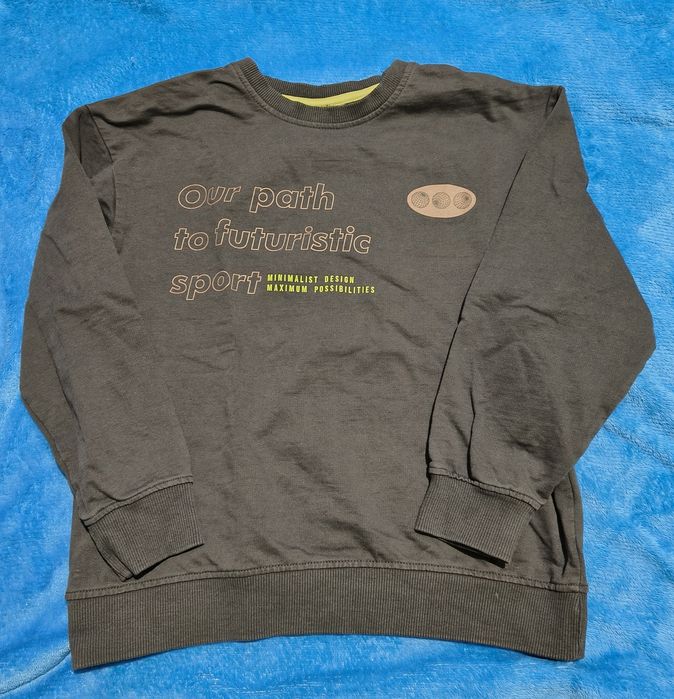 Our path
to futuristic
sport
MINIMALIST DESIGN
MAXIMUM POSSIBILITIES